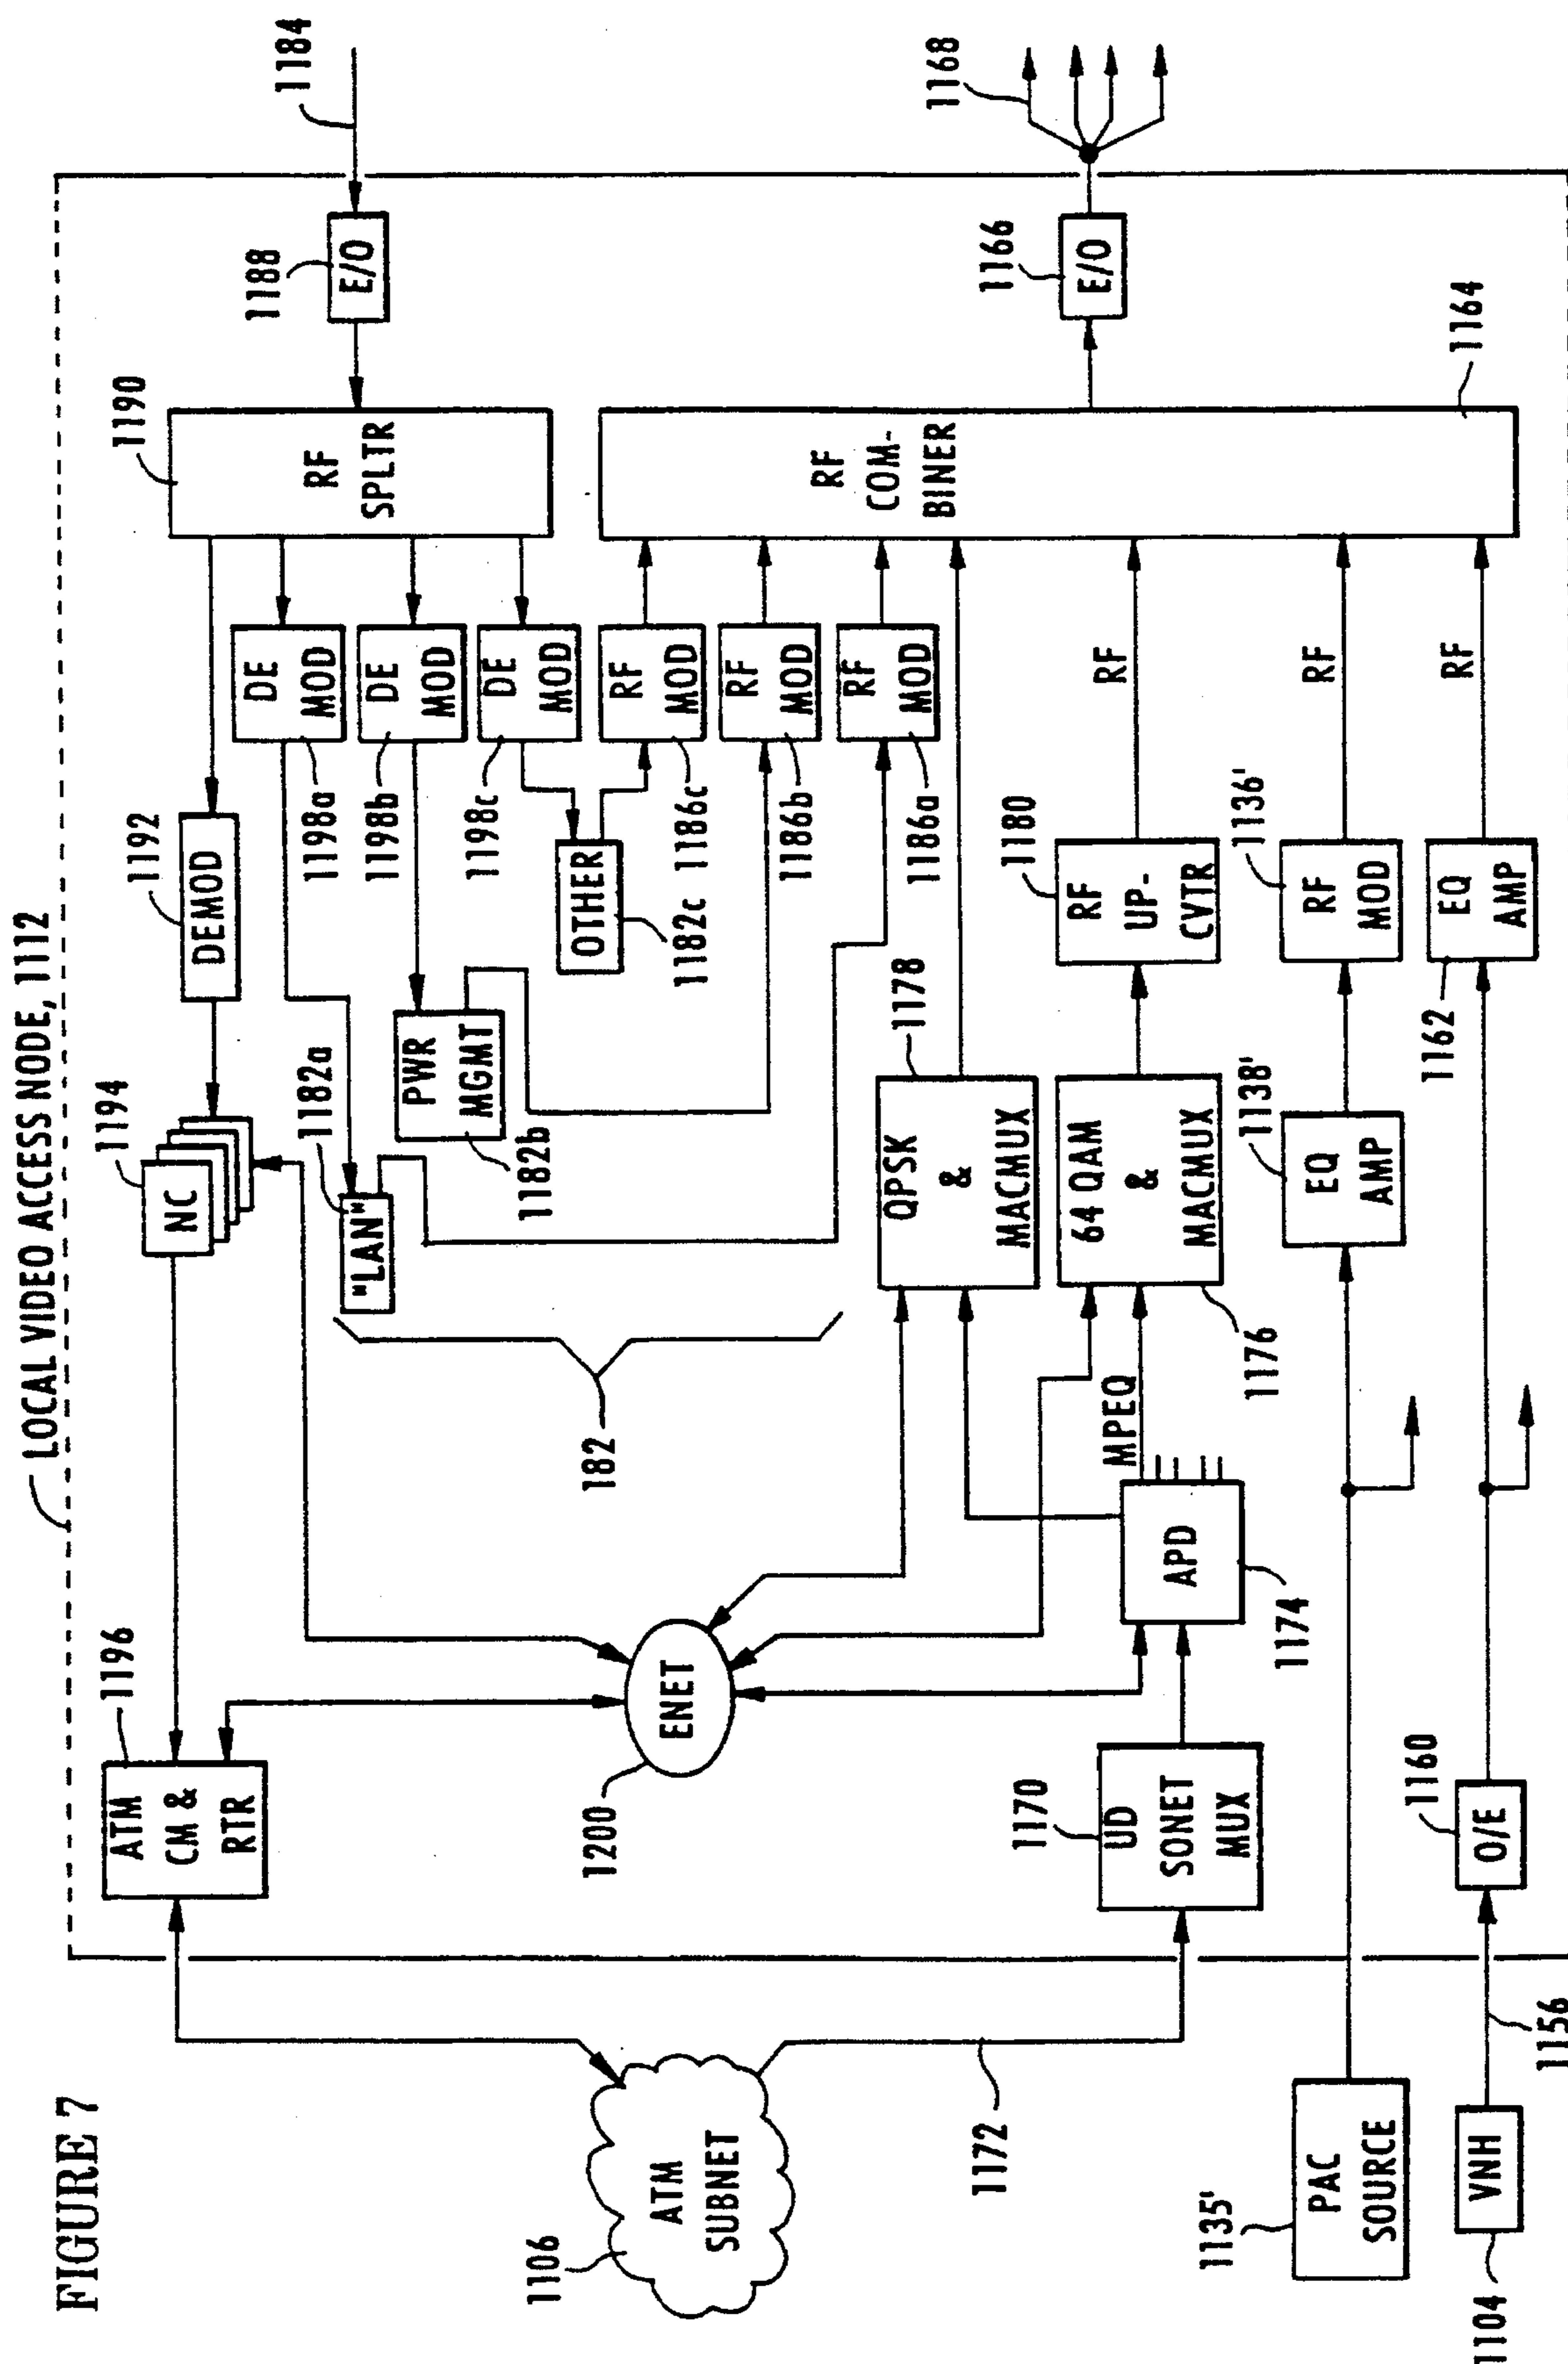 FIGURE 7
LOCAL VIDEO ACCESS NODE, 1112
1106
ATM
SUBNET
1172
1135'
PAC
SOURCE
1104
VNH
1156
1196
ATM
CM &
RTR
1200
ENET
1170
UD
SONET
MUX
1160
O/E
1174
APD
MPEQ
182
1194
NC
1182a
"LAN"
1182b
PWR
MGMT
1178
QPSK
&
MACMUX
64 QAM
&
MACMUX
1176
1138'
EQ
AMP
1192
DEMOD
OTHER
1182c
1180
RF
UP-
CVTR
1136'
RF
MOD
1162
EQ
AMP
1198a
DE
MOD
1198b
DE
MOD
1198c
DE
MOD
1186c
RF
MOD
1186b
RF
MOD
1186a
RF
MOD
RF
RF
RF
1190
RF
SPLTR
RF
COM-
BINER
1164
1188
E/O
1166
E/O
1184
1168